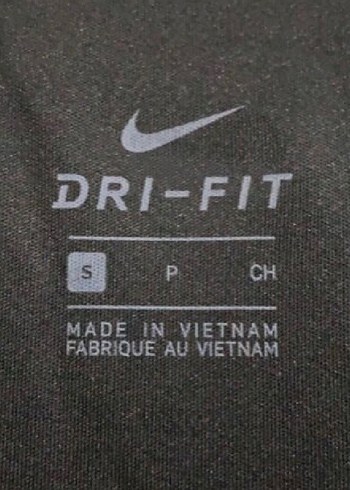 DRI-FIT
S P CH
MADE IN VIETNAM
FABRIQUE AU VIETNAM